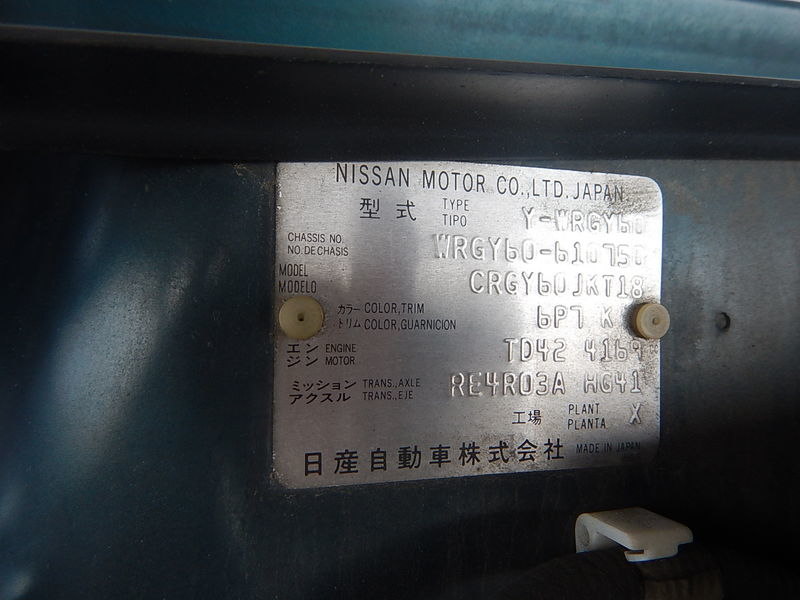 NISSAN MOTOR CO.,LTD. JAPAN
型式 TYPE TIPO Y-WRGY60
CHASSIS NO. NO. DE CHASIS WRGY60-610750
MODEL MODELO CRGY60JKT18
カラー COLOR,TRIM トリム COLOR,GUARNICION 6P7 K
エンジン ENGINE MOTOR TD42 4169
ミッション アクスル TRANS.,AXLE TRANS.,EJE RE4R03A HG41
工場 PLANT PLANTA X
日産自動車株式会社 MADE IN JAPAN